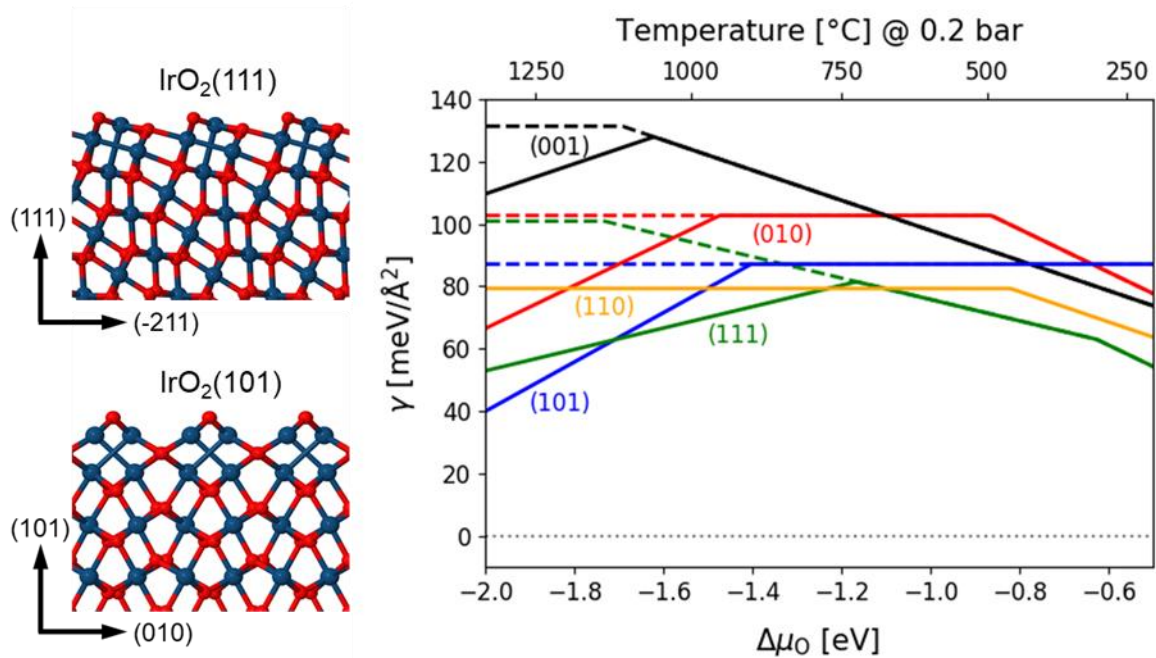 IrO₂(111)
(111)
(-211)
IrO₂(101)
(101)
(010)
Temperature [°C] @ 0.2 bar
1250 1000 750 500 250
γ [meV/Å²]
140
120
100
80
60
40
20
0
(001)
(010)
(110)
(111)
(101)
−2.0 −1.8 −1.6 −1.4 −1.2 −1.0 −0.8 −0.6
Δμ₀ [eV]